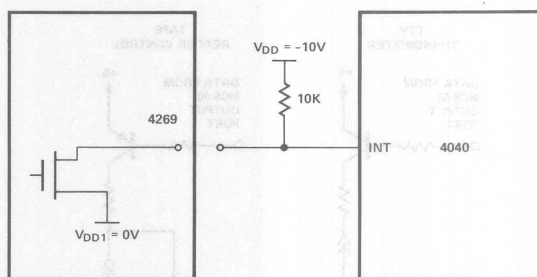 V_DD = -10V
10K
4269
INT 4040
V_DD1 = 0V